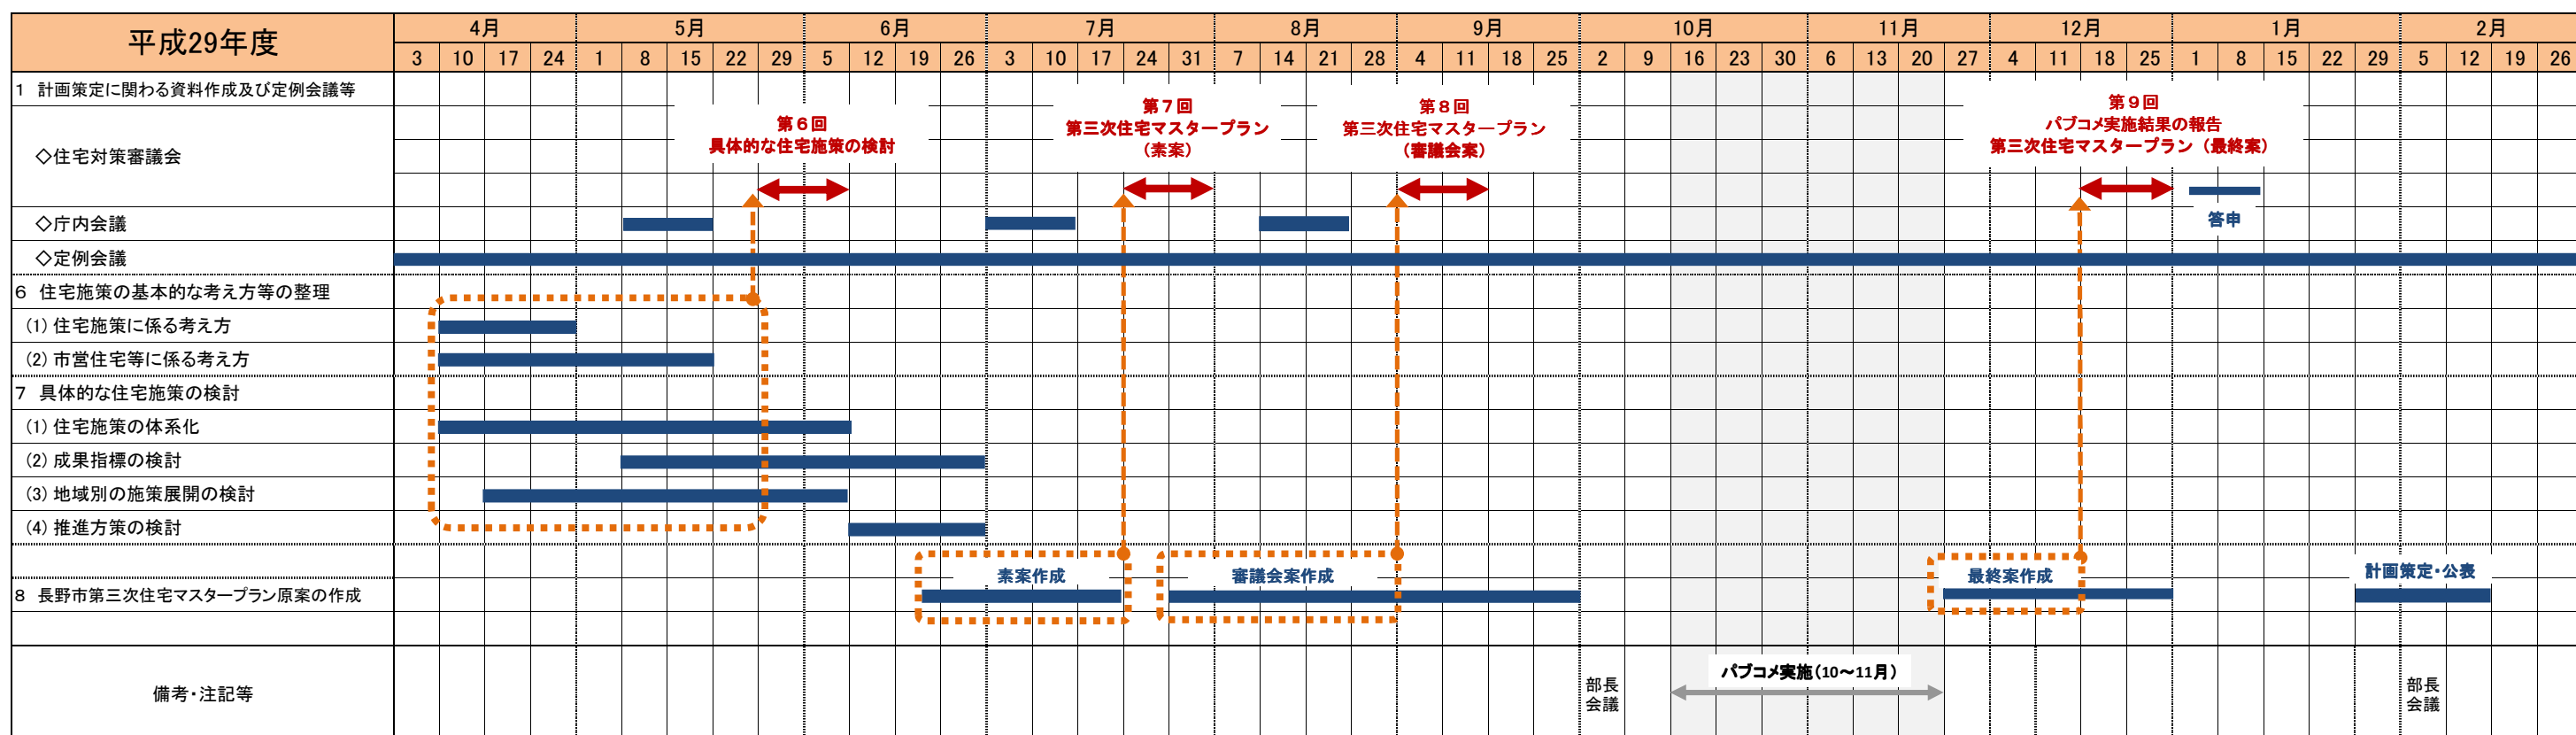 平成29年度
4月 5月 6月 7月 8月 9月 10月 11月 12月 1月 2月
3 10 17 24 1 8 15 22 29 5 12 19 26 3 10 17 24 31 7 14 21 28 4 11 18 25 2 9 16 23 30 6 13 20 27 4 11 18 25 1 8 15 22 29 5 12 19 26
1 計画策定に関わる資料作成及び定例会議等
◇住宅対策審議会
第6回
具体的な住宅施策の検討
第7回
第三次住宅マスタープラン
（素案）
第8回
第三次住宅マスタープラン
（審議会案）
第9回
パブコメ実施結果の報告
第三次住宅マスタープラン（最終案）
◇庁内会議
答申
◇定例会議
6 住宅施策の基本的な考え方等の整理
(1) 住宅施策に係る考え方
(2) 市営住宅等に係る考え方
7 具体的な住宅施策の検討
(1) 住宅施策の体系化
(2) 成果指標の検討
(3) 地域別の施策展開の検討
(4) 推進方策の検討
素案作成
審議会案作成
最終案作成
計画策定・公表
8 長野市第三次住宅マスタープラン原案の作成
備考・注記等
部長
会議
パブコメ実施（10～11月）
部長
会議